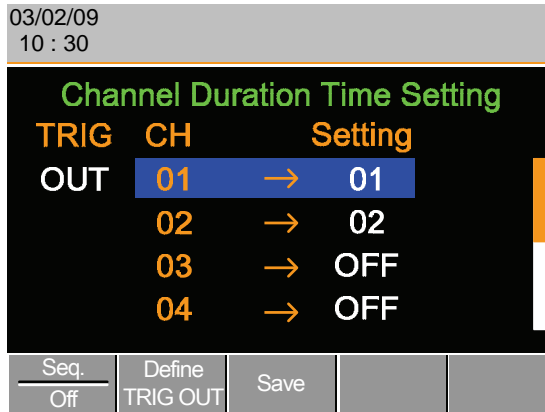 03/02/09
10 : 30
Channel Duration Time Setting
TRIG CH Setting
OUT 01 → 01
02 → 02
03 → OFF
04 → OFF
Seq. Off
Define TRIG OUT
Save